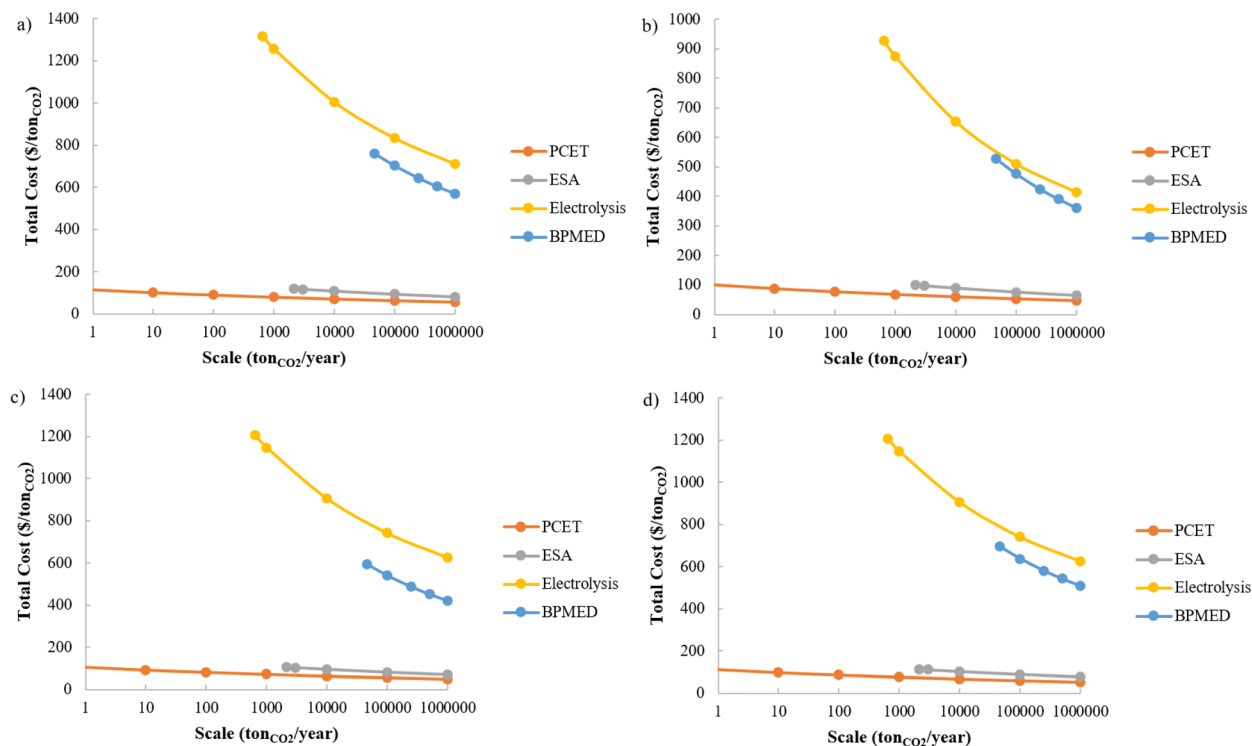 a)
1400
1200
1000
800
600
400
200
0
Total Cost ($/tonCO2)
1 10 100 1000 10000 100000 1000000
Scale (tonCO2/year)
PCET
ESA
Electrolysis
BPMED
b)
1000
900
800
700
600
500
400
300
200
100
0
Total Cost ($/tonCO2)
1 10 100 1000 10000 100000 1000000
Scale (tonCO2/year)
PCET
ESA
Electrolysis
BPMED
c)
1400
1200
1000
800
600
400
200
0
Total Cost ($/tonCO2)
1 10 100 1000 10000 100000 1000000
Scale (tonCO2/year)
PCET
ESA
Electrolysis
BPMED
d)
1400
1200
1000
800
600
400
200
0
Total Cost ($/tonCO2)
1 10 100 1000 10000 100000 1000000
Scale (tonCO2/year)
PCET
ESA
Electrolysis
BPMED